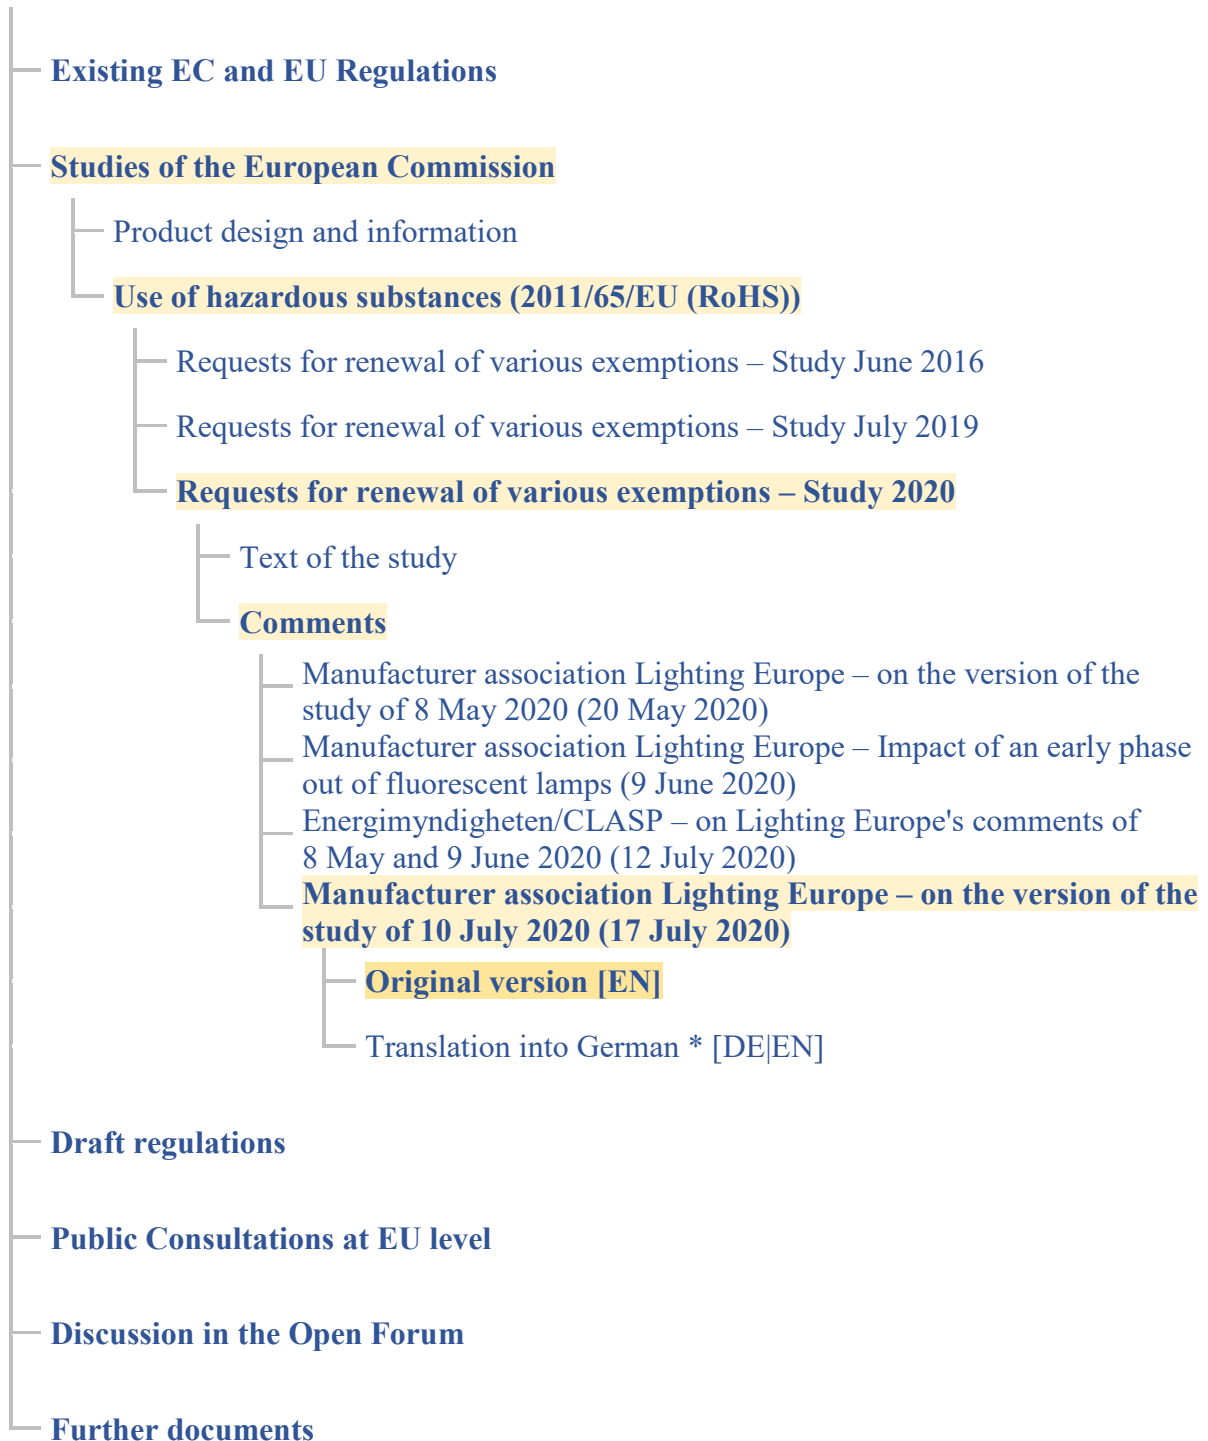 Existing EC and EU Regulations
Studies of the European Commission
Product design and information
Use of hazardous substances (2011/65/EU (RoHS))
Requests for renewal of various exemptions – Study June 2016
Requests for renewal of various exemptions – Study July 2019
Requests for renewal of various exemptions – Study 2020
Text of the study
Comments
Manufacturer association Lighting Europe – on the version of the
study of 8 May 2020 (20 May 2020)
Manufacturer association Lighting Europe – Impact of an early phase
out of fluorescent lamps (9 June 2020)
Energimyndigheten/CLASP – on Lighting Europe's comments of
8 May and 9 June 2020 (12 July 2020)
Manufacturer association Lighting Europe – on the version of the
study of 10 July 2020 (17 July 2020)
Original version [EN]
Translation into German * [DE|EN]
Draft regulations
Public Consultations at EU level
Discussion in the Open Forum
Further documents